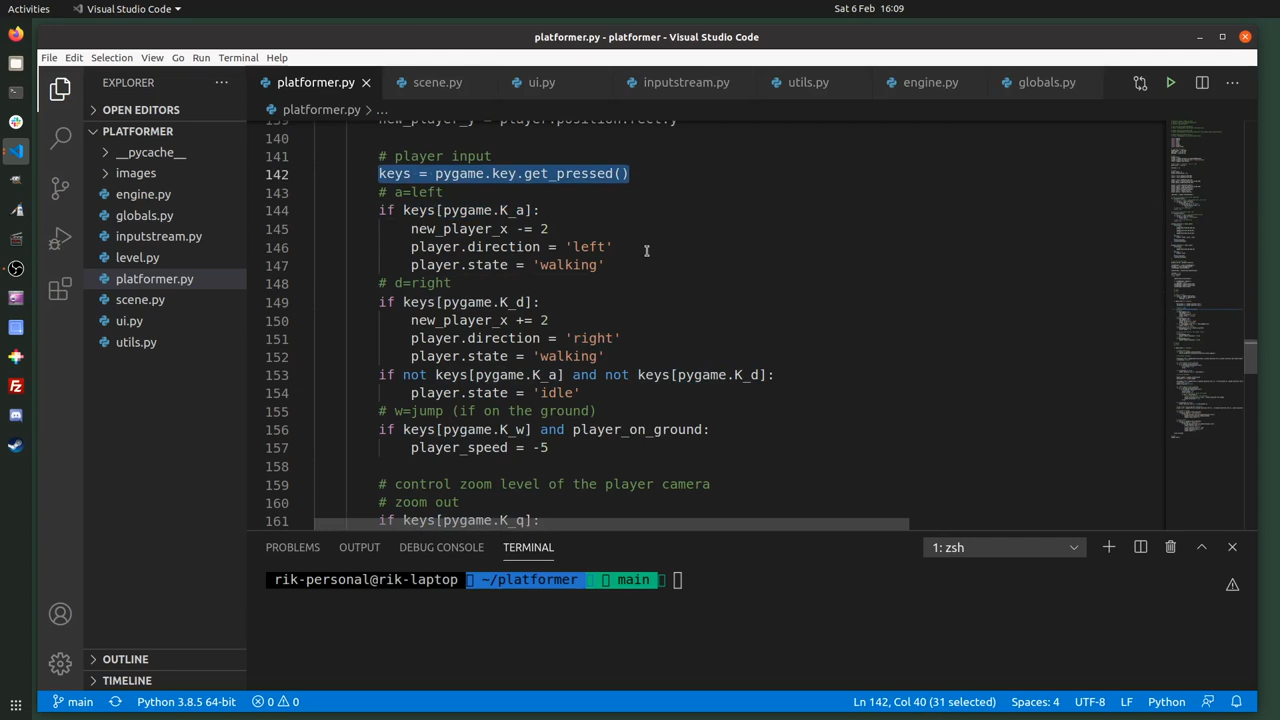 Activities
Visual Studio Code
Sat 6 Feb 16:09
platformer.py - platformer - Visual Studio Code
File Edit Selection View Go Run Terminal Help
EXPLORER
OPEN EDITORS
PLATFORMER
__pycache__
images
engine.py
globals.py
inputstream.py
level.py
platformer.py
scene.py
ui.py
utils.py
OUTLINE
TIMELINE
platformer.py scene.py ui.py inputstream.py utils.py engine.py globals.py
platformer.py > ...
139 new_player_y = player.position.rect.y
140
141 # player input
142 keys = pygame.key.get_pressed()
143 # a=left
144 if keys[pygame.K_a]:
145 new_player_x -= 2
146 player.direction = 'left'
147 player.state = 'walking'
148 # d=right
149 if keys[pygame.K_d]:
150 new_player_x += 2
151 player.direction = 'right'
152 player.state = 'walking'
153 if not keys[pygame.K_a] and not keys[pygame.K_d]:
154 player.state = 'idle'
155 # w=jump (if on the ground)
156 if keys[pygame.K_w] and player_on_ground:
157 player_speed = -5
158
159 # control zoom level of the player camera
160 # zoom out
161 if keys[pygame.K_q]:
PROBLEMS OUTPUT DEBUG CONSOLE TERMINAL
1: zsh
rik-personal@rik-laptop ~/platformer main
main
Python 3.8.5 64-bit
0 0
Ln 142, Col 40 (31 selected) Spaces: 4 UTF-8 LF Python